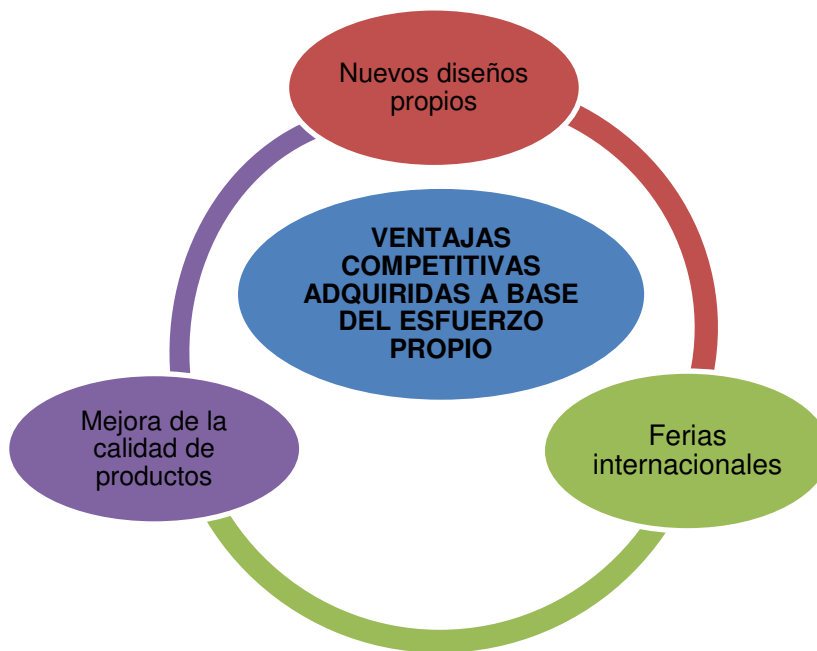 Nuevos diseños
propios
VENTAJAS
COMPETITIVAS
ADQUIRIDAS A BASE
DEL ESFUERZO
PROPIO
Mejora de la
calidad de
productos
Ferias
internacionales